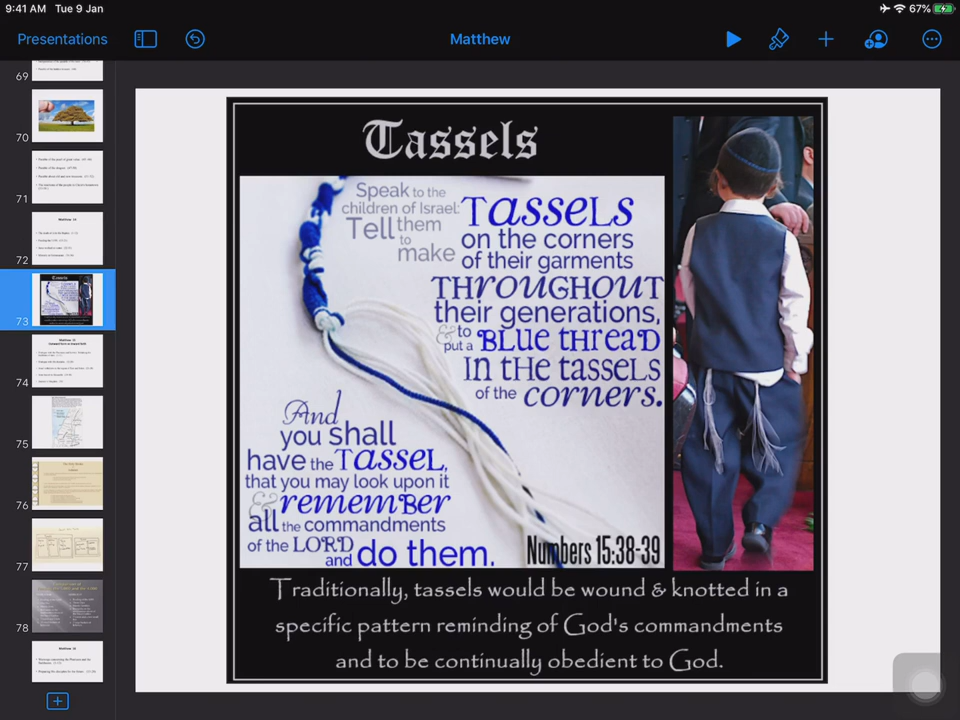 9:41 AM Tue 9 Jan
67%
Presentations
Matthew
69
70
71
72
73
74
75
76
77
78
Tassels
Speak to the
children of Israel:
Tell them
to
make
Tassels
on the corners
of their garments
THROUGHOUT
their generations,
& to
put a BLUE THREAD
IN THE TASSELS
of the corners.
And
you shall
have the TASSEL,
that you may look upon it
& remember
all the commandments
of the LORD
and do them.
Numbers 15:38-39
Traditionally, tassels would be wound & knotted in a
specific pattern reminding of God's commandments
and to be continually obedient to God.